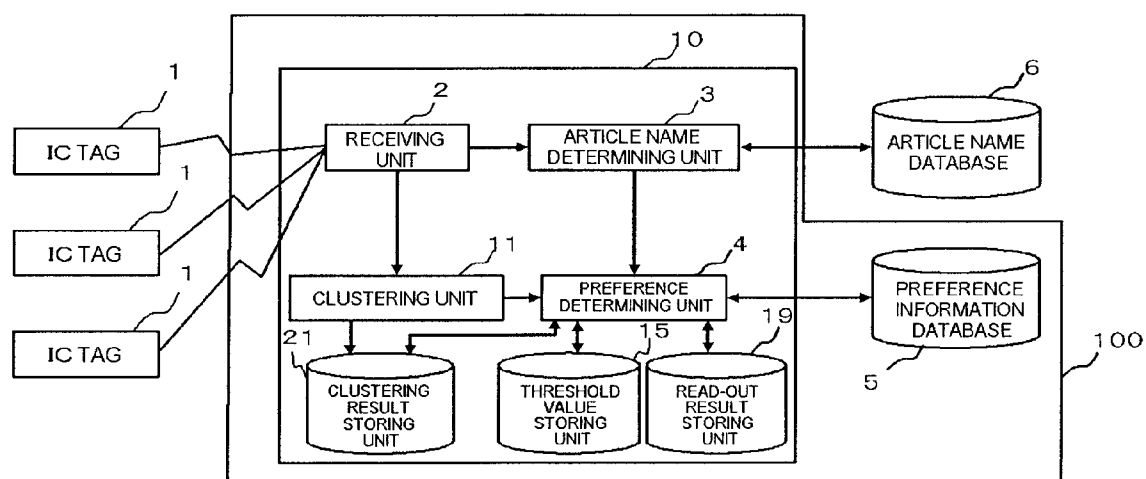 10
1
2
3
6
IC TAG
RECEIVING
UNIT
ARTICLE NAME
DETERMINING UNIT
ARTICLE NAME
DATABASE
1
IC TAG
11
4
1
CLUSTERING UNIT
PREFERENCE
DETERMINING UNIT
PREFERENCE
INFORMATION
DATABASE
IC TAG
21
15
19
5
100
CLUSTERING
RESULT
STORING
UNIT
THRESHOLD
VALUE
STORING
UNIT
READ-OUT
RESULT
STORING
UNIT